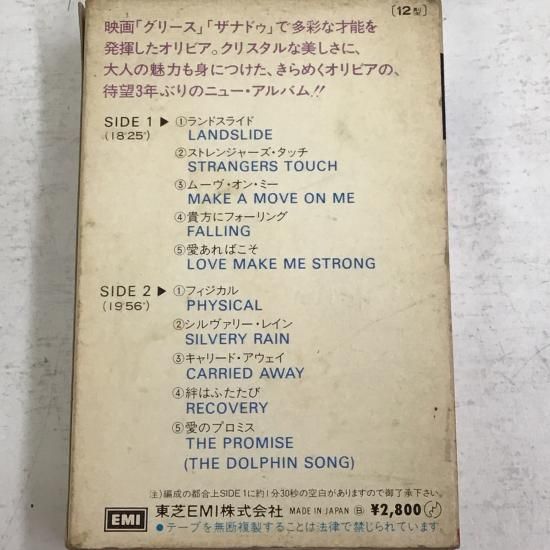 〔12型〕
映画「グリース」「ザナドゥ」で多彩な才能を
発揮したオリビア。クリスタルな美しさに、
大人の魅力も身につけた、きらめくオリビアの、
待望3年ぶりのニュー・アルバム!!
SIDE 1 ▶ ①ランドスライド
(18'25") LANDSLIDE
②ストレンジャーズ・タッチ
STRANGERS TOUCH
③ムーヴ・オン・ミー
MAKE A MOVE ON ME
④貴方にフォーリング
FALLING
⑤愛あればこそ
LOVE MAKE ME STRONG
SIDE 2 ▶ ①フィジカル
(19'56") PHYSICAL
②シルヴァリー・レイン
SILVERY RAIN
③キャリード・アウェイ
CARRIED AWAY
④絆はふたたび
RECOVERY
⑤愛のプロミス
THE PROMISE
(THE DOLPHIN SONG)
(注)編成の都合上SIDE1に約1分30秒の空白がありますので御了承下さい。
EMI 東芝EMI株式会社 MADE IN JAPAN Ⓑ ¥2,800
●テープを無断複製することは法律で禁じられています